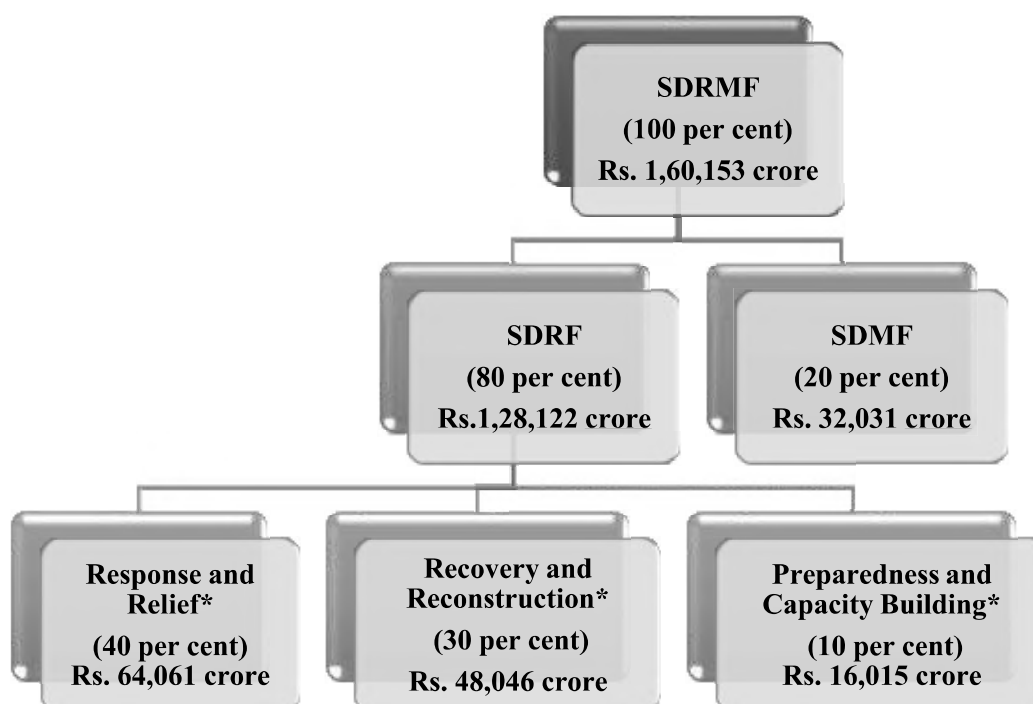 SDRMF
(100 per cent)
Rs. 1,60,153 crore
SDRF
(80 per cent)
Rs.1,28,122 crore
SDMF
(20 per cent)
Rs. 32,031 crore
Response and
Relief*
(40 per cent)
Rs. 64,061 crore
Recovery and
Reconstruction*
(30 per cent)
Rs. 48,046 crore
Preparedness and
Capacity Building*
(10 per cent)
Rs. 16,015 crore